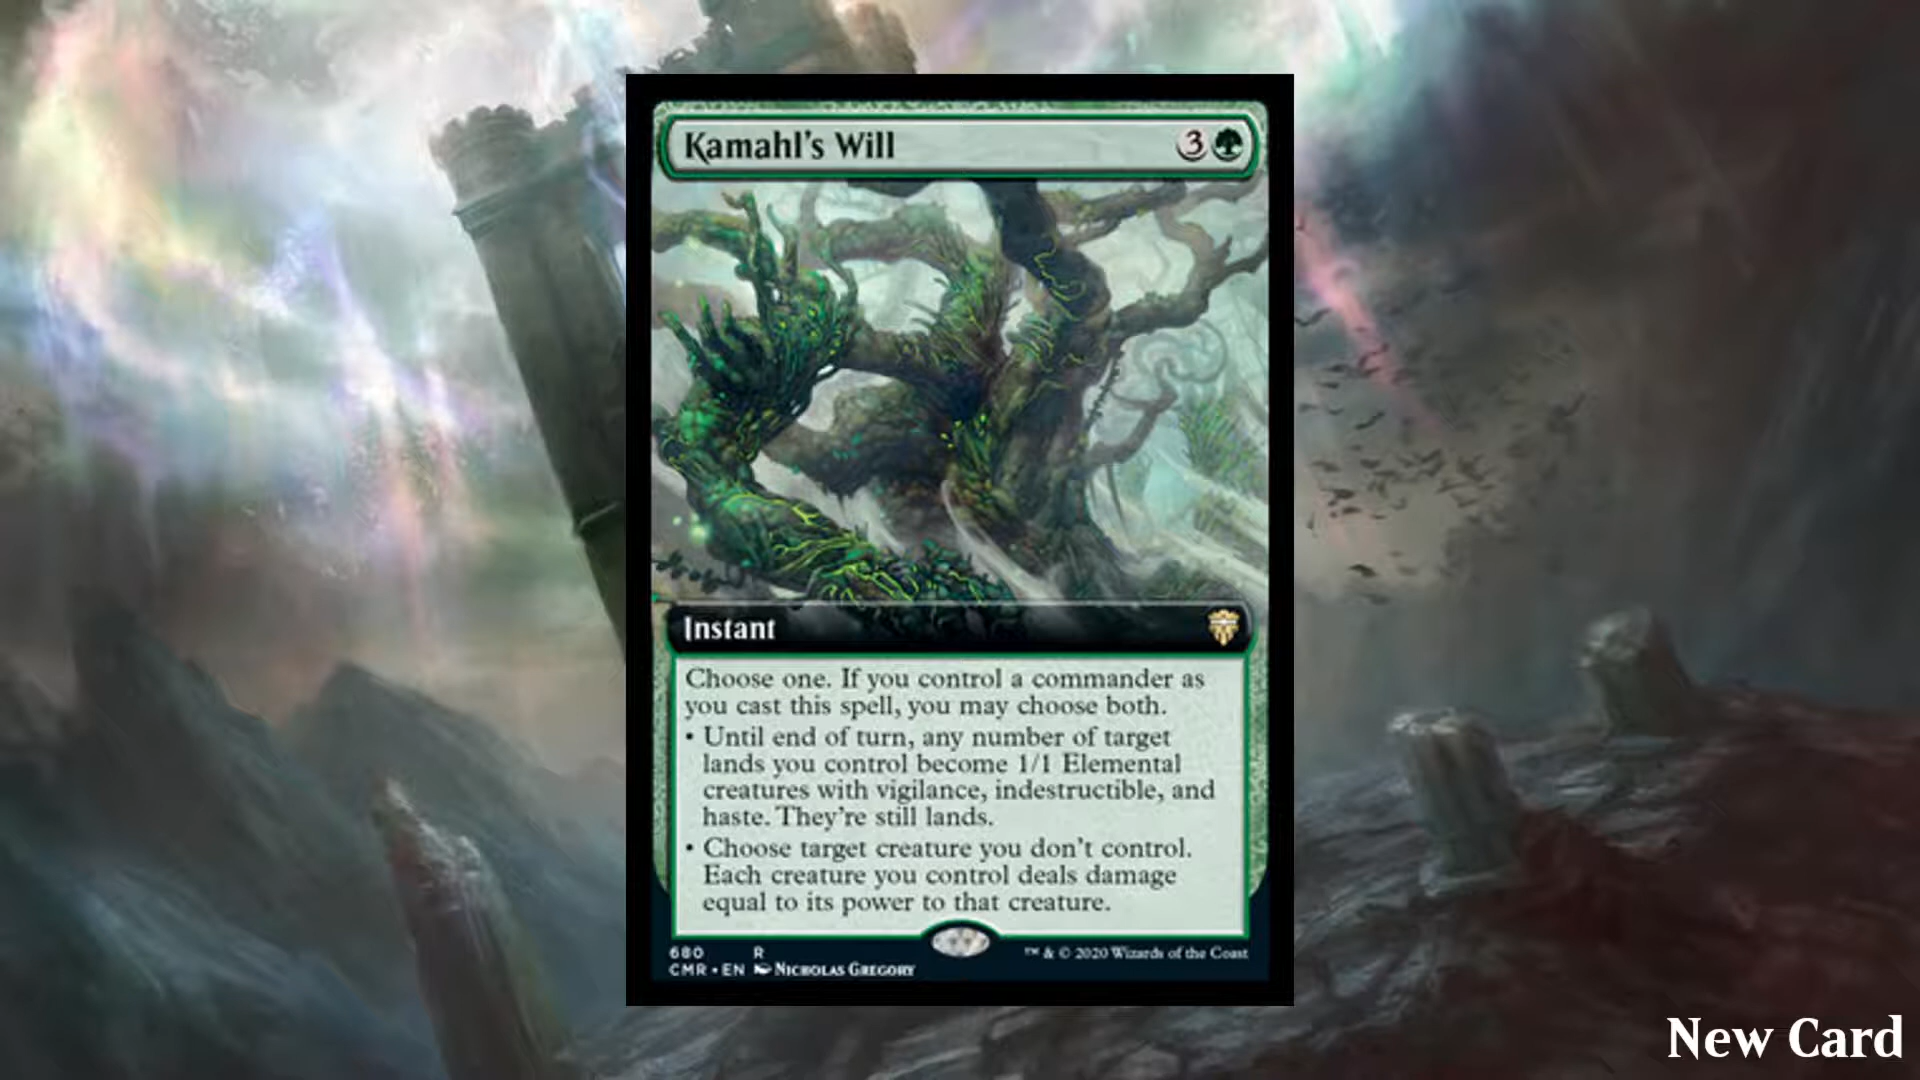 Kamahl's Will
3
Instant
Choose one. If you control a commander as
you cast this spell, you may choose both.
• Until end of turn, any number of target
lands you control become 1/1 Elemental
creatures with vigilance, indestructible, and
haste. They're still lands.
• Choose target creature you don't control.
Each creature you control deals damage
equal to its power to that creature.
680 R
CMR • EN Nicholas Gregory
™ & © 2020 Wizards of the Coast
New Card